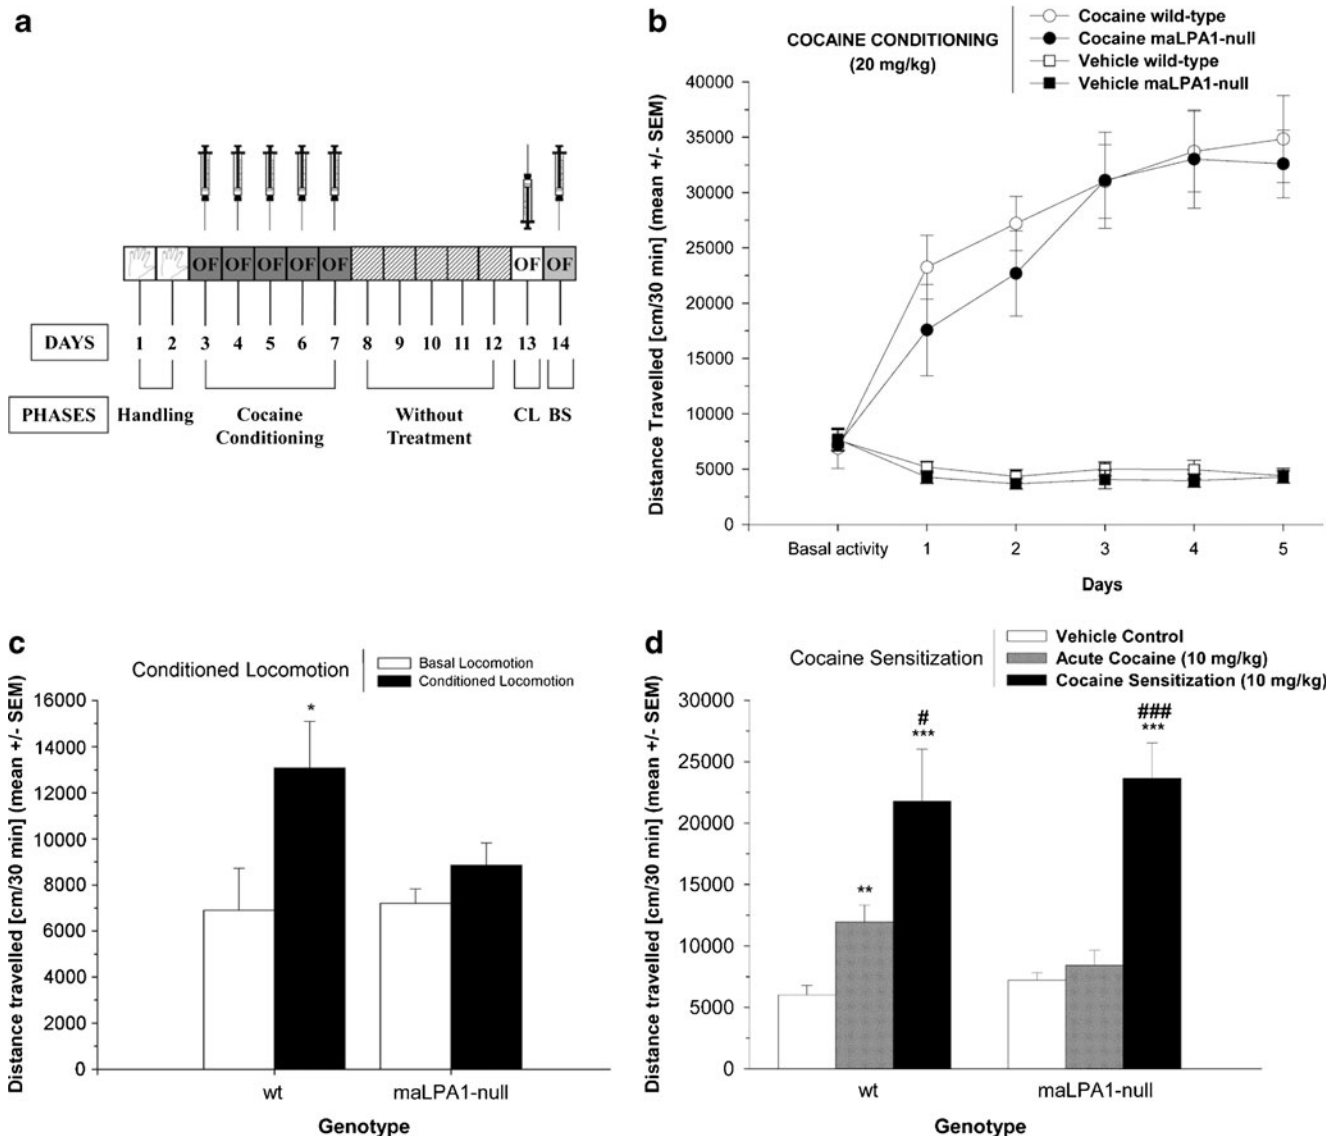 a
OF OF OF OF OF OF OF
DAYS 1 2 3 4 5 6 7 8 9 10 11 12 13 14
PHASES Handling Cocaine Conditioning Without Treatment CL BS
b
COCAINE CONDITIONING
(20 mg/kg)
Cocaine wild-type
Cocaine maLPA1-null
Vehicle wild-type
Vehicle maLPA1-null
Distance Travelled [cm/30 min] (mean +/- SEM)
40000
35000
30000
25000
20000
15000
10000
5000
0
Basal activity 1 2 3 4 5
Days
c
Conditioned Locomotion
Basal Locomotion
Conditioned Locomotion
Distance travelled [cm/30 min] (mean +/- SEM)
16000
14000
12000
10000
8000
6000
4000
2000
0
*
wt maLPA1-null
Genotype
d
Cocaine Sensitization
Vehicle Control
Acute Cocaine (10 mg/kg)
Cocaine Sensitization (10 mg/kg)
Distance travelled [cm/30 min] (mean +/- SEM)
30000
25000
20000
15000
10000
5000
0
# ###
*** ***
**
wt maLPA1-null
Genotype